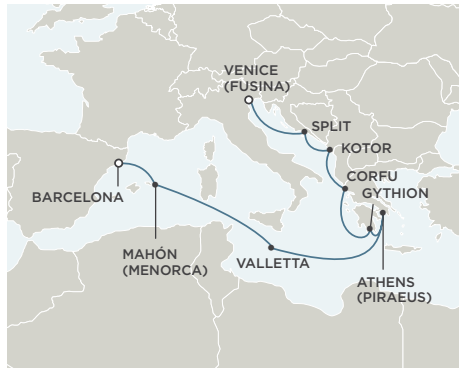 VENICE
(FUSINA)
SPLIT
KOTOR
CORFU
GYTHION
BARCELONA
MAHÓN
(MENORCA)
VALLETTA
ATHENS
(PIRAEUS)